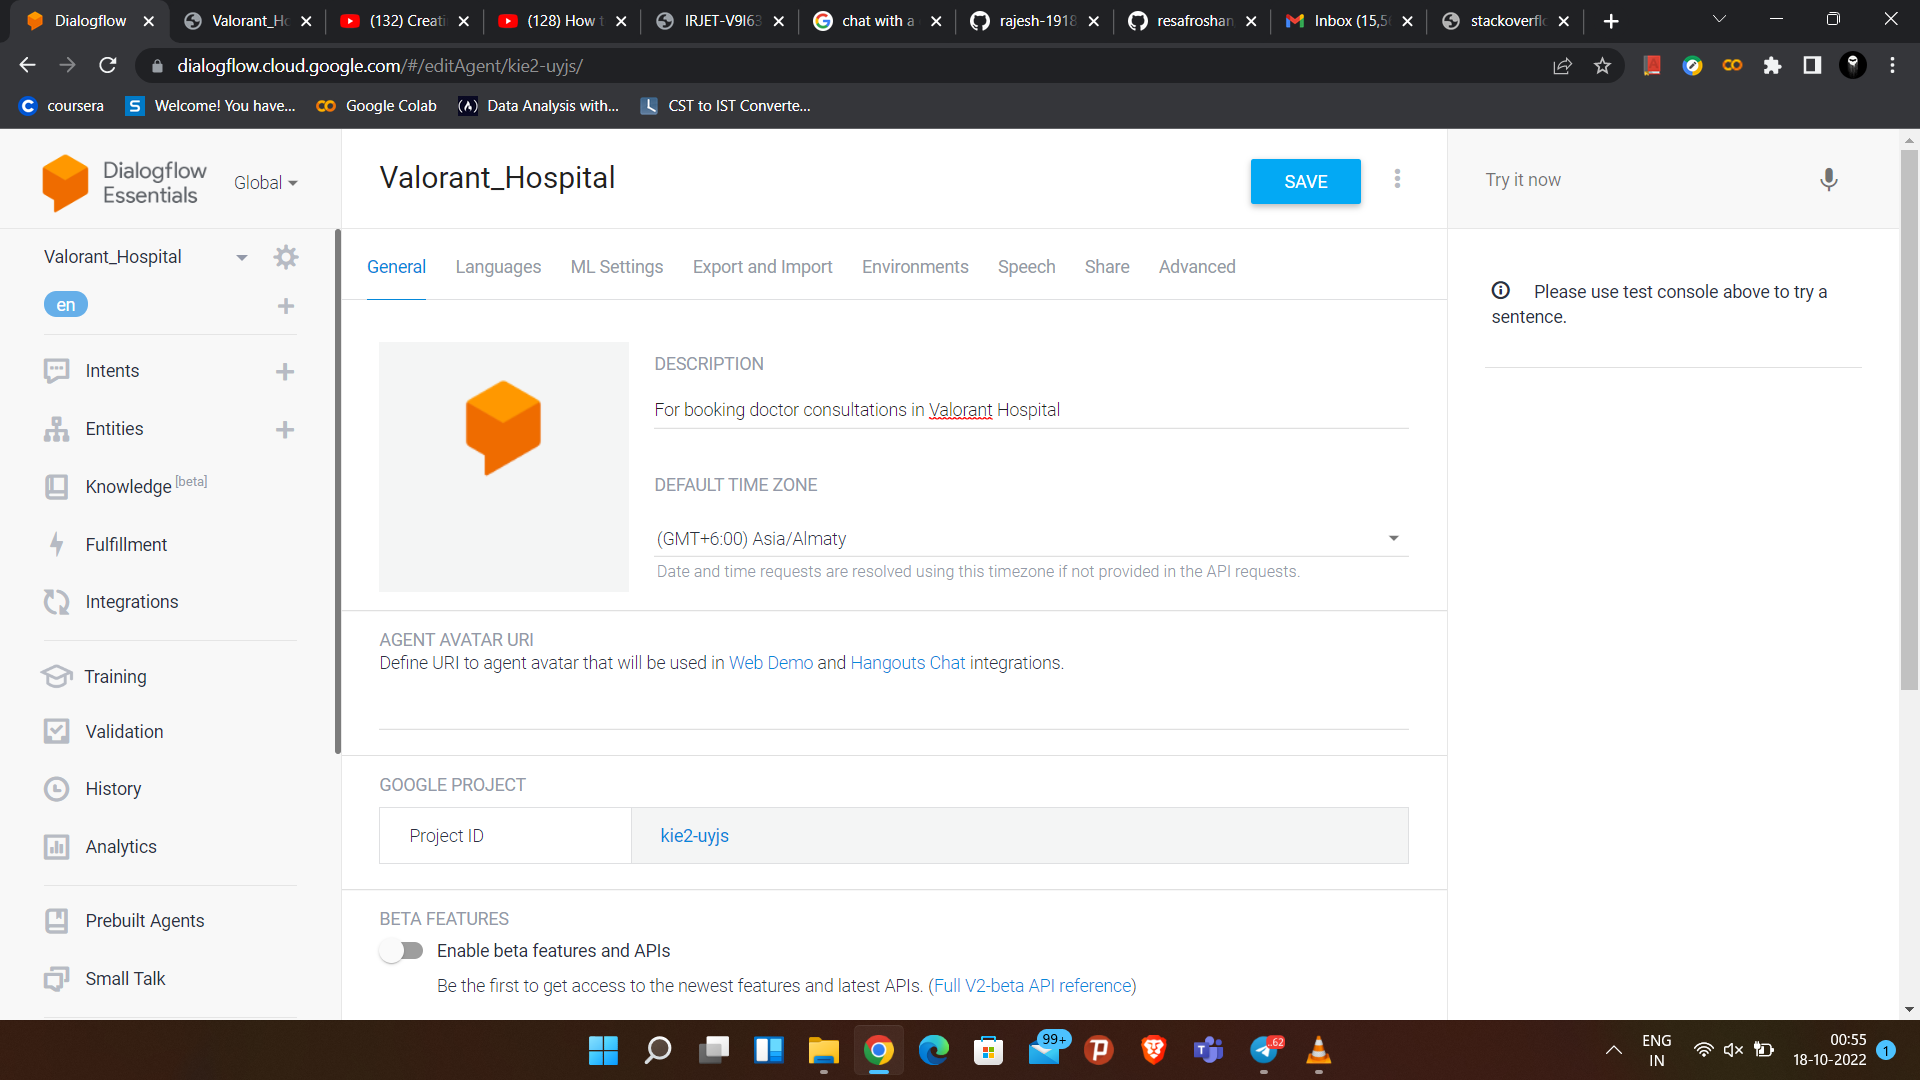 Dialogflow
Valorant_Ho
(132) Creati
(128) How t
IRJET-V9I63
chat with a
rajesh-1918
resafroshan
Inbox (15,50
stackoverflo
dialogflow.cloud.google.com/#/editAgent/kie2-uyjs/
coursera
Welcome! You have...
Google Colab
Data Analysis with...
CST to IST Converte...
Dialogflow
Essentials
Global
Valorant_Hospital
SAVE
Try it now
Valorant_Hospital
en
General
Languages
ML Settings
Export and Import
Environments
Speech
Share
Advanced
Please use test console above to try a
sentence.
Intents
Entities
Knowledge [beta]
Fulfillment
Integrations
Training
Validation
History
Analytics
Prebuilt Agents
Small Talk
DESCRIPTION
For booking doctor consultations in Valorant Hospital
DEFAULT TIME ZONE
(GMT+6:00) Asia/Almaty
Date and time requests are resolved using this timezone if not provided in the API requests.
AGENT AVATAR URI
Define URI to agent avatar that will be used in Web Demo and Hangouts Chat integrations.
GOOGLE PROJECT
Project ID
kie2-uyjs
BETA FEATURES
Enable beta features and APIs
Be the first to get access to the newest features and latest APIs. (Full V2-beta API reference)
99+
62
ENG
IN
00:55
18-10-2022
1